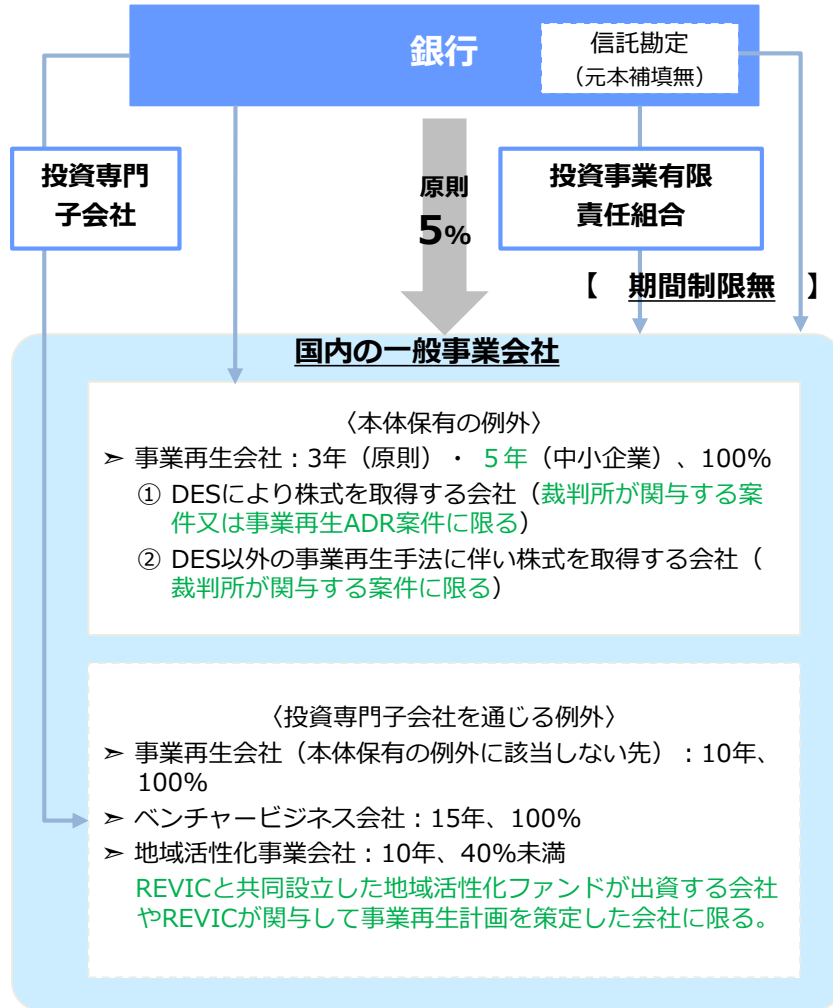 銀行
信託勘定
（元本補填無）
投資専門
子会社
原則
5%
投資事業有限
責任組合
【　期間制限無　】
国内の一般事業会社
〈本体保有の例外〉
➣ 事業再生会社：3年（原則）・ ５年（中小企業）、100%
① DESにより株式を取得する会社（裁判所が関与する案
件又は事業再生ADR案件に限る）
② DES以外の事業再生手法に伴い株式を取得する会社（
裁判所が関与する案件に限る）
〈投資専門子会社を通じる例外〉
➣ 事業再生会社（本体保有の例外に該当しない先）：10年、
100%
➣ ベンチャービジネス会社：15年、100%
➣ 地域活性化事業会社：10年、40%未満
REVICと共同設立した地域活性化ファンドが出資する会社
やREVICが関与して事業再生計画を策定した会社に限る。